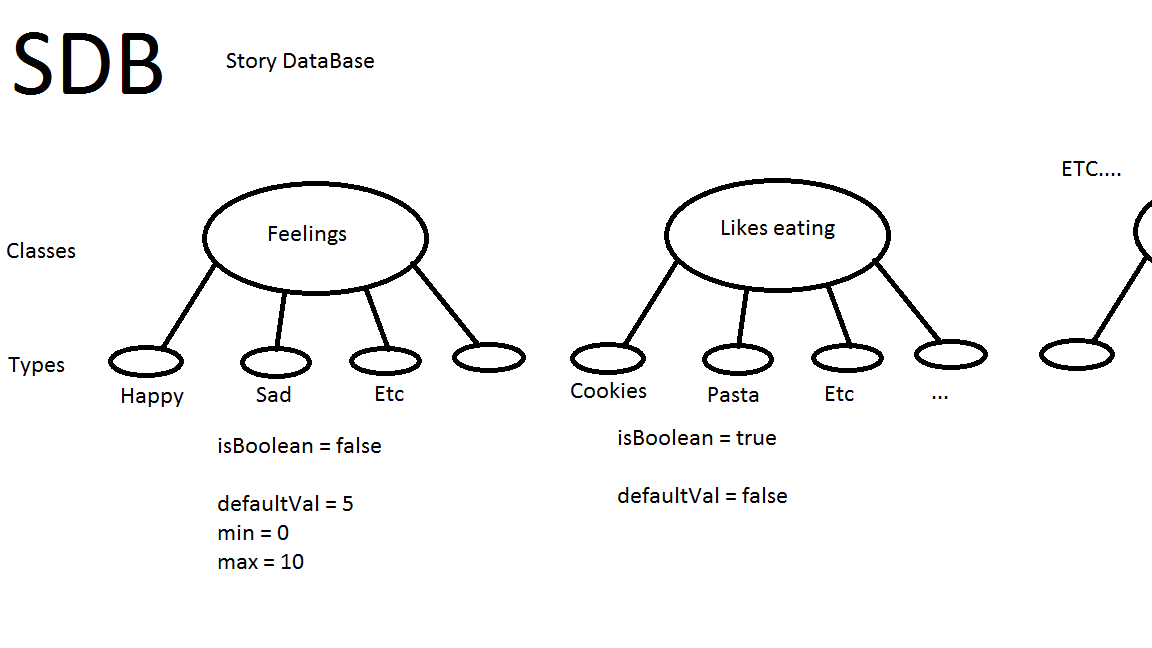 SDB
Story DataBase
ETC....
Classes
Feelings
Likes eating
Types
Happy
Sad
Etc
Cookies
Pasta
Etc
...
isBoolean = false
defaultVal = 5
min = 0
max = 10
isBoolean = true
defaultVal = false